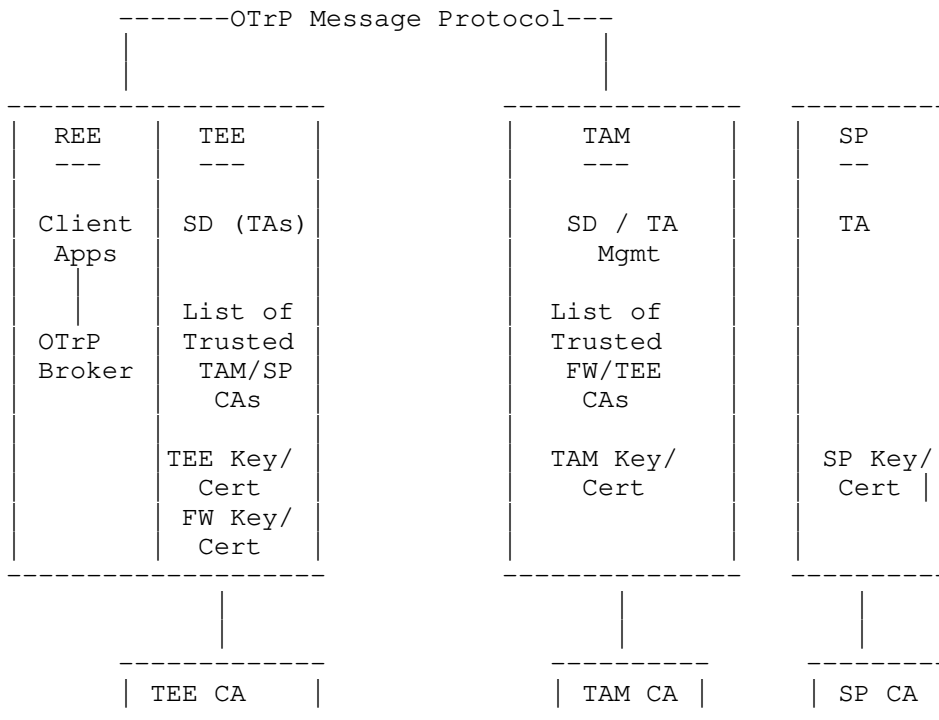 -------OTrP Message Protocol---
REE TEE TAM SP
--- --- --- --
Client SD (TAs) SD / TA TA
Apps Mgmt
List of List of
OTrP Trusted Trusted
Broker TAM/SP FW/TEE
CAs CAs
TEE Key/ TAM Key/ SP Key/
Cert Cert Cert
FW Key/
Cert
TEE CA TAM CA SP CA